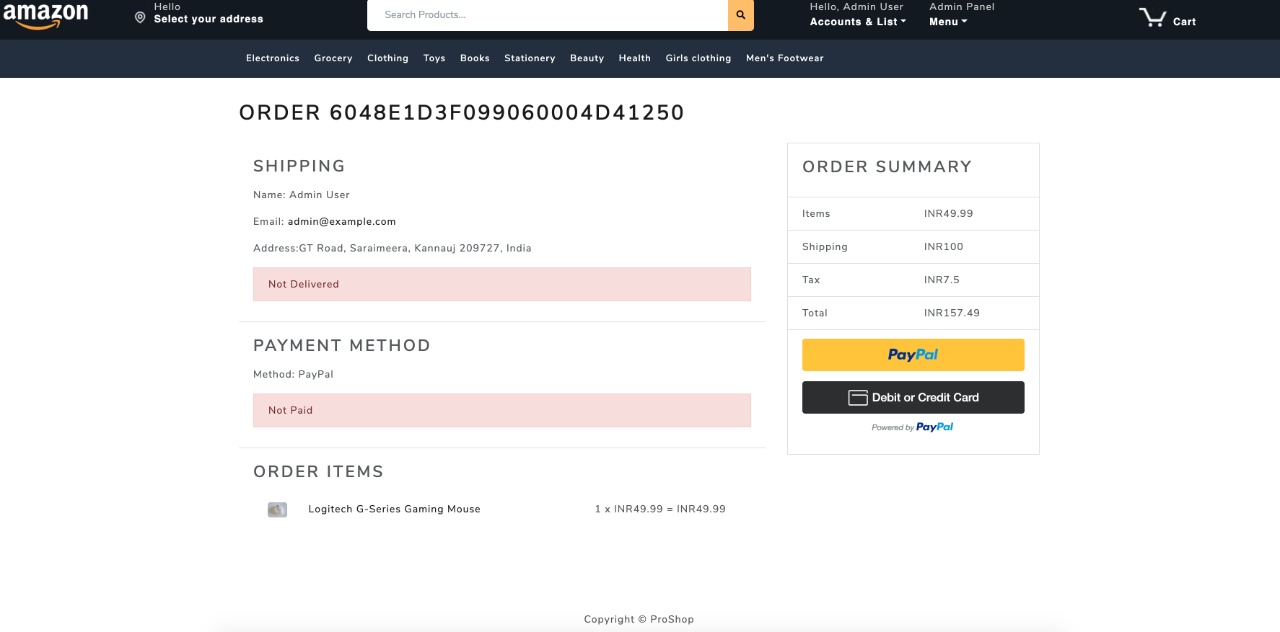 amazon
Hello
Select your address
Search Products...
Hello, Admin User
Accounts & List
Admin Panel
Menu
Cart
Electronics Grocery Clothing Toys Books Stationery Beauty Health Girls clothing Men's Footwear
ORDER 6048E1D3F099060004D41250
SHIPPING
Name: Admin User
Email: admin@example.com
Address:GT Road, Saraimeera, Kannauj 209727, India
Not Delivered
PAYMENT METHOD
Method: PayPal
Not Paid
ORDER ITEMS
Logitech G-Series Gaming Mouse 1 x INR49.99 = INR49.99
ORDER SUMMARY
Items INR49.99
Shipping INR100
Tax INR7.5
Total INR157.49
PayPal
Debit or Credit Card
Powered by PayPal
Copyright © ProShop